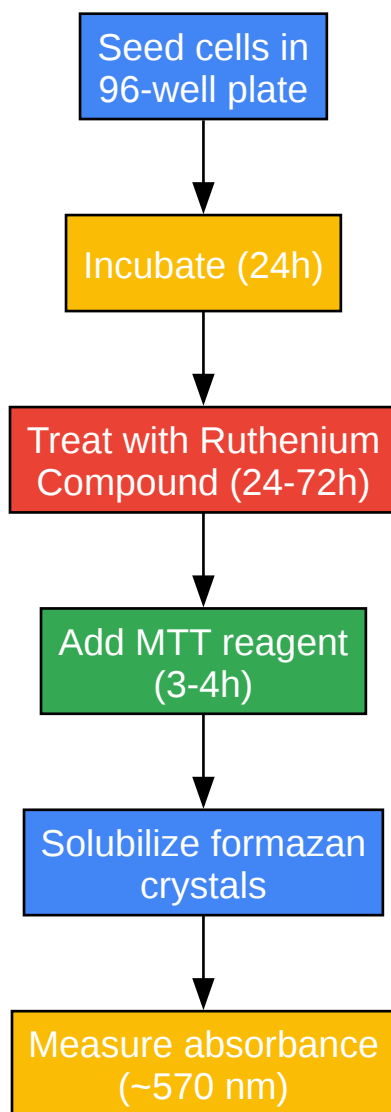 Seed cells in
96-well plate
Incubate (24h)
Treat with Ruthenium
Compound (24-72h)
Add MTT reagent
(3-4h)
Solubilize formazan
crystals
Measure absorbance
(~570 nm)